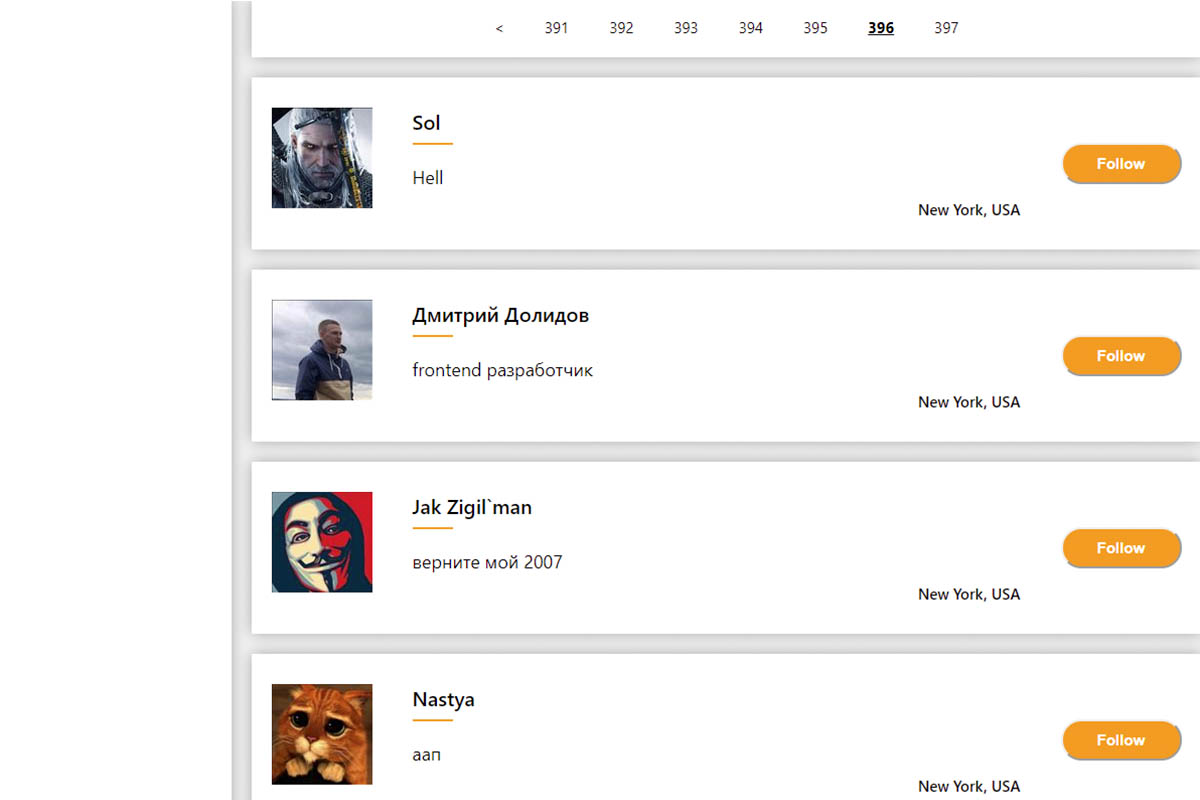 < 391 392 393 394 395 396 397
Sol
Hell
Follow
New York, USA
Дмитрий Долидов
frontend разработчик
Follow
New York, USA
Jak Zigil`man
верните мой 2007
Follow
New York, USA
Nastya
аап
Follow
New York, USA